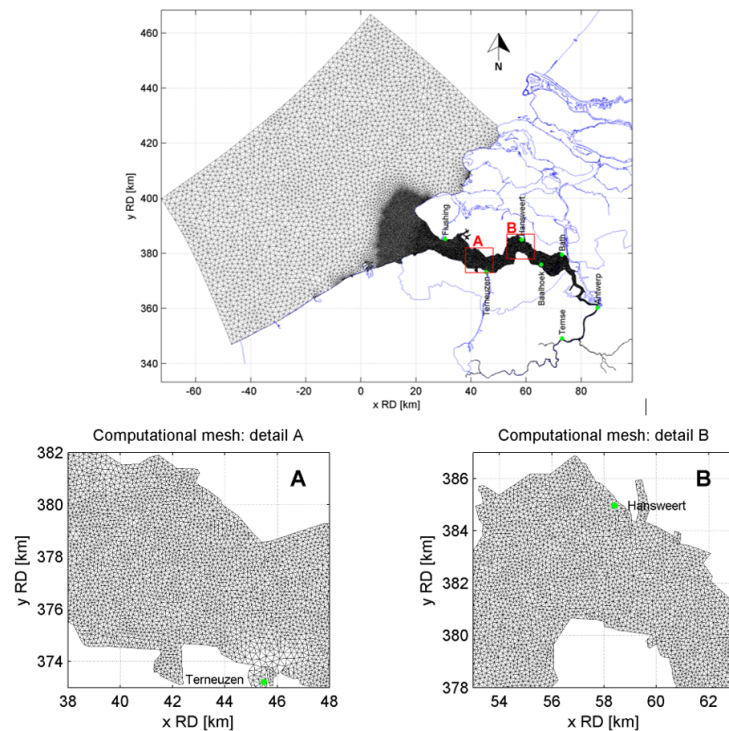 460
440
420
400
380
360
340
y RD [km]
N
Flushing
A
Terneuzen
B
Hansweert
Baalhoek
Bath
Antwerp
Temse
-60 -40 -20 0 20 40 60 80
x RD [km]
Computational mesh: detail A
382
380
378
376
374
y RD [km]
A
Terneuzen
38 40 42 44 46 48
x RD [km]
Computational mesh: detail B
386
384
382
380
378
y RD [km]
B
Hansweert
54 56 58 60 62
x RD [km]